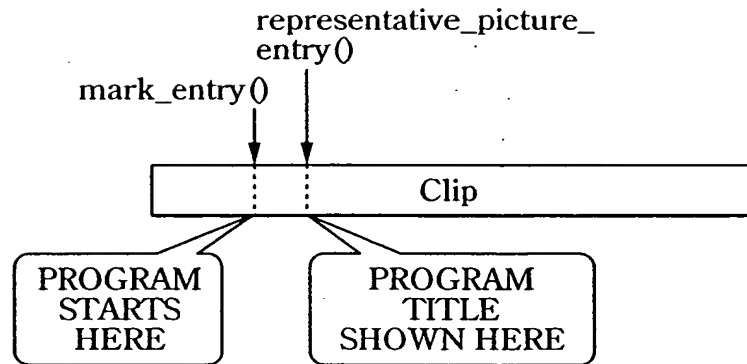 representative_picture_
entry()
mark_entry()
Clip
PROGRAM
STARTS
HERE
PROGRAM
TITLE
SHOWN HERE